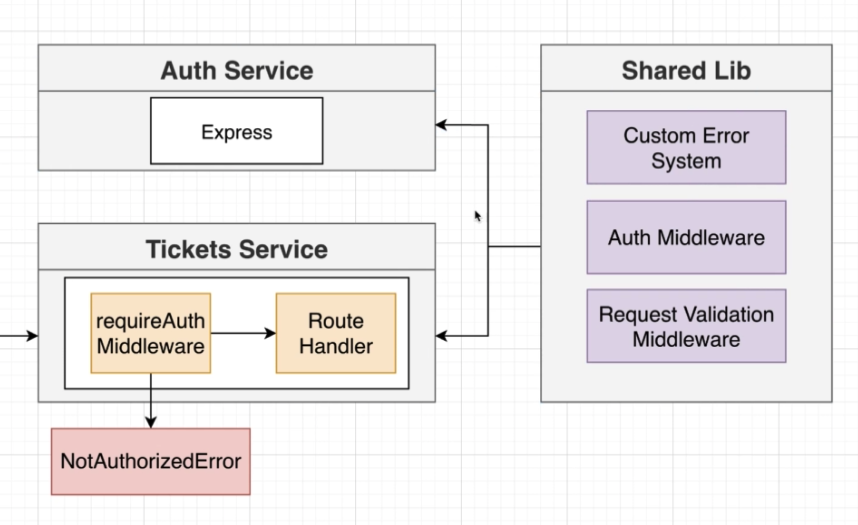 Auth Service
Express
Tickets Service
requireAuth
Middleware
Route
Handler
NotAuthorizedError
Shared Lib
Custom Error
System
Auth Middleware
Request Validation
Middleware